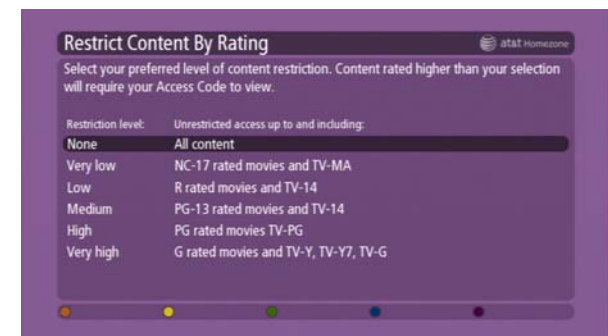 Restrict Content By Rating
at&t Homezone
Select your preferred level of content restriction. Content rated higher than your selection
will require your Access Code to view.
Restriction level: Unrestricted access up to and including:
None All content
Very low NC-17 rated movies and TV-MA
Low R rated movies and TV-14
Medium PG-13 rated movies and TV-14
High PG rated movies TV-PG
Very high G rated movies and TV-Y, TV-Y7, TV-G